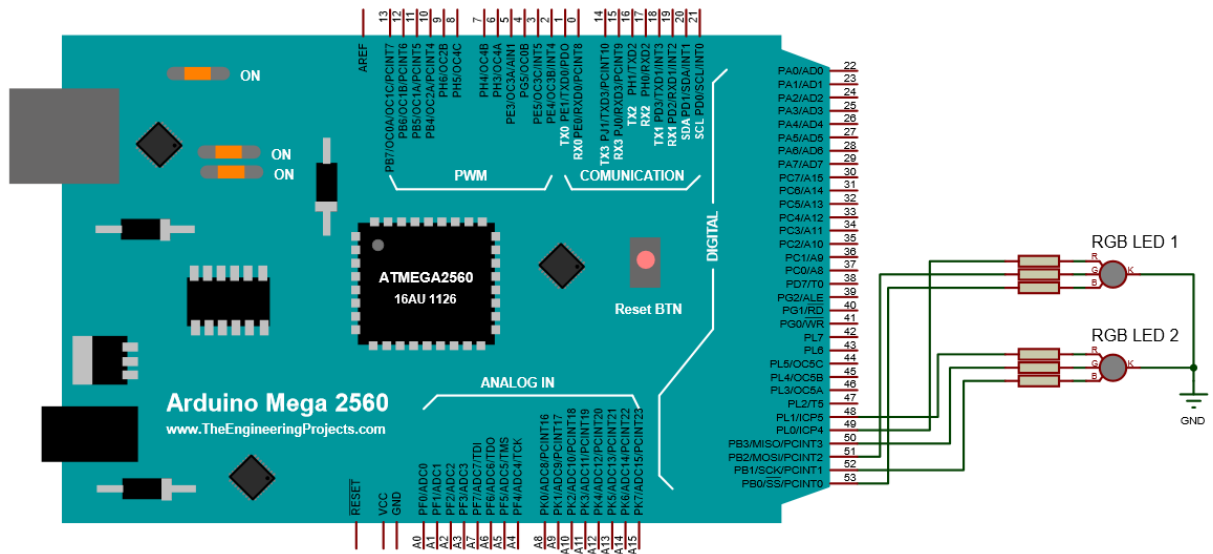 13
12
11
10
9
8
7
6
5
4
3
2
1
0
14
15
16
17
18
19
20
21
AREF
PB7/OC0A/OC1C/PCINT7
PB6/OC1B/PCINT6
PB5/OC1A/PCINT5
PB4/OC2A/PCINT4
PH6/OC2B
PH5/OC4C
PH4/OC4B
PH3/OC4A
PE3/OC3A/AIN1
PG5/OC0B
PE5/OC3C/INT5
PE4/OC3B/INT4
TX0 PE1/TXD0/PDO
RX0 PE0/RXD0/PCINT8
TX3 PJ1/TXD3/PCINT10
RX3 PJ0/RXD3/PCINT9
TX2 PH1/TXD2
RX2 PH0/RXD2
TX1 PD3/TXD1/INT3
RX1 PD2/RXD1/INT2
SDA PD1/SDA/INT1
SCL PD0/SCL/INT0
ON
ON
ON
PWM
COMUNICATION
DIGITAL
PA0/AD0 22
PA1/AD1 23
PA2/AD2 24
PA3/AD3 25
PA4/AD4 26
PA5/AD5 27
PA6/AD6 28
PA7/AD7 29
PC7/A15 30
PC6/A14 31
PC5/A13 32
PC4/A12 33
PC3/A11 34
PC2/A10 35
PC1/A9 36
PC0/A8 37
PD7/T0 38
PG2/ALE 39
PG1/RD 40
PG0/WR 41
PL7 42
PL6 43
PL5/OC5C 44
PL4/OC5B 45
PL3/OC5A 46
PL2/T5 47
PL1/ICP5 48
PL0/ICP4 49
PB3/MISO/PCINT3 50
PB2/MOSI/PCINT2 51
PB1/SCK/PCINT1 52
PB0/SS/PCINT0 53
ATMEGA2560
16AU 1126
Reset BTN
RGB LED 1
R
G
B
K
RGB LED 2
R
G
B
K
GND
ANALOG IN
Arduino Mega 2560
www.TheEngineeringProjects.com
RESET
VCC
GND
PF0/ADC0
PF1/ADC1
PF2/ADC2
PF3/ADC3
PF7/ADC7/TDI
PF6/ADC6/TDO
PF5/ADC5/TMS
PF4/ADC4/TCK
PK0/ADC8/PCINT16
PK1/ADC9/PCINT17
PK2/ADC10/PCINT18
PK3/ADC11/PCINT19
PK4/ADC12/PCINT20
PK5/ADC13/PCINT21
PK6/ADC14/PCINT22
PK7/ADC15/PCINT23
A0
A1
A2
A3
A7
A6
A5
A4
A8
A9
A10
A11
A12
A13
A14
A15